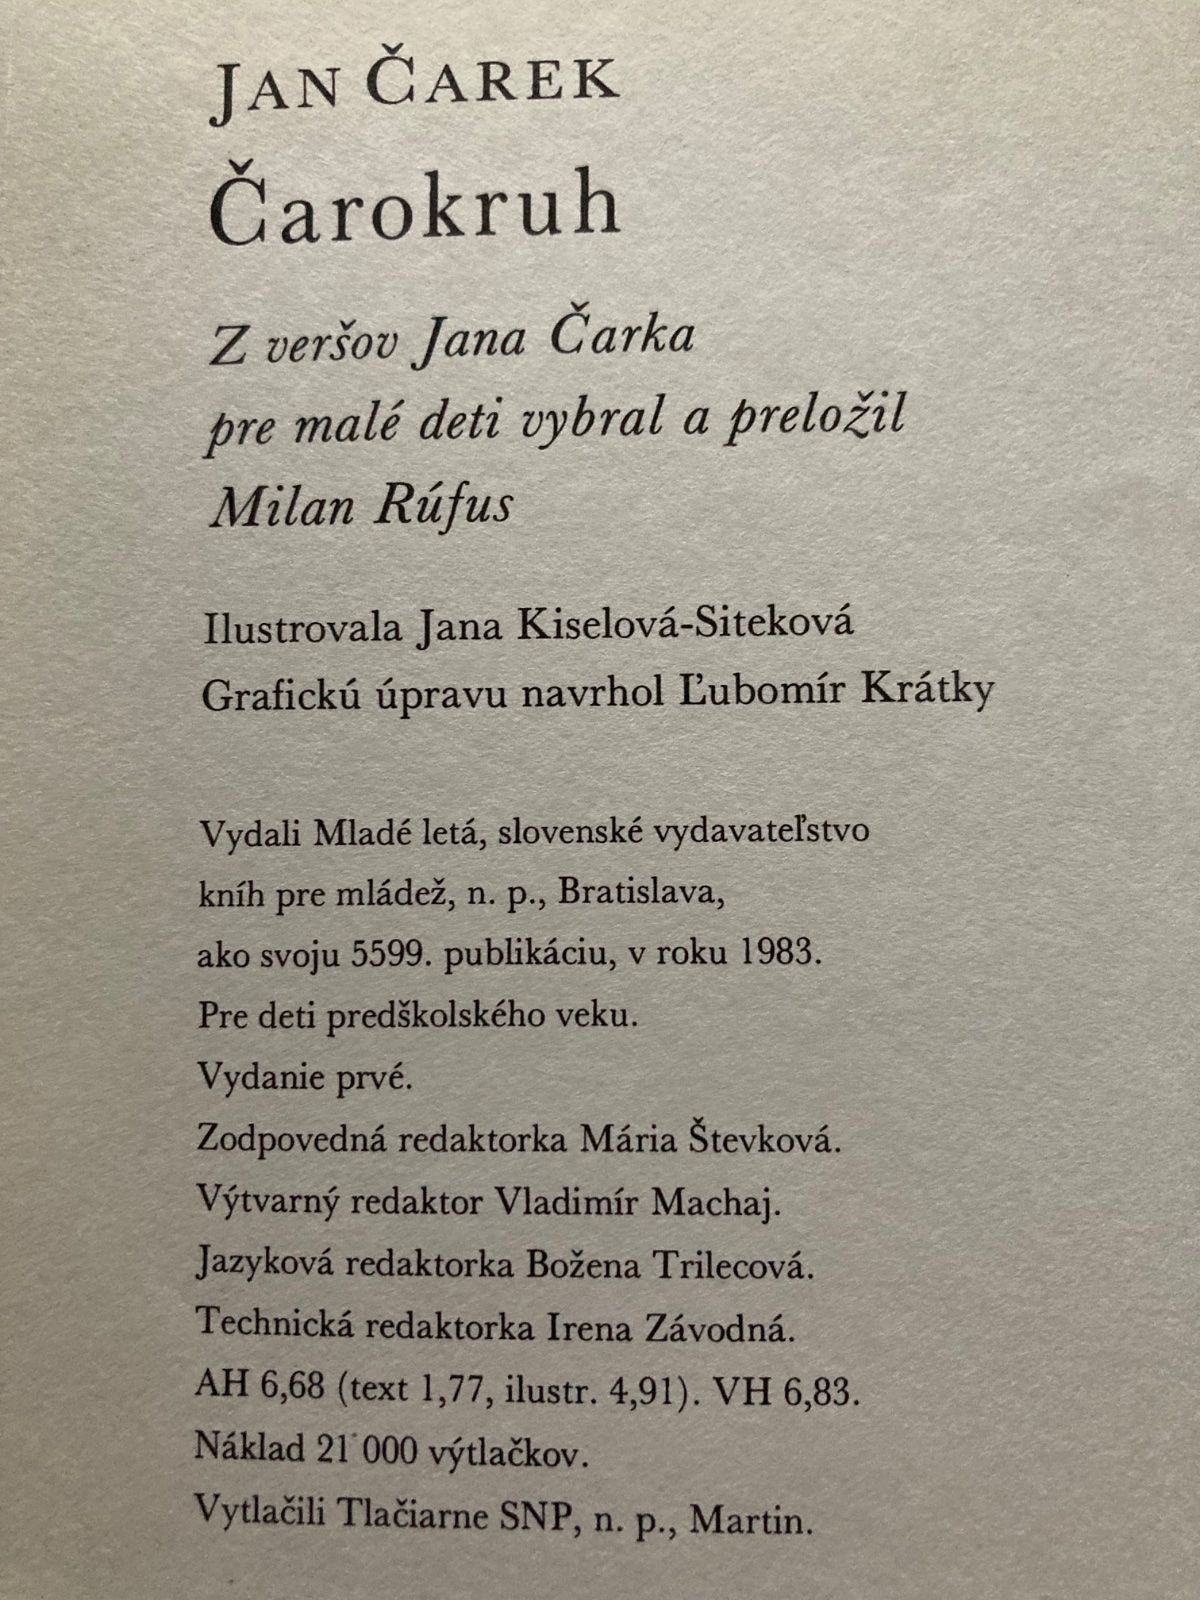 JAN ČAREK
Čarokruh
Z veršov Jana Čarka
pre malé deti vybral a preložil
Milan Rúfus
Ilustrovala Jana Kiselová-Siteková
Grafickú úpravu navrhol Ľubomír Krátky
Vydali Mladé letá, slovenské vydavateľstvo
kníh pre mládež, n. p., Bratislava,
ako svoju 5599. publikáciu, v roku 1983.
Pre deti predškolského veku.
Vydanie prvé.
Zodpovedná redaktorka Mária Števková.
Výtvarný redaktor Vladimír Machaj.
Jazyková redaktorka Božena Trilecová.
Technická redaktorka Irena Závodná.
AH 6,68 (text 1,77, ilustr. 4,91). VH 6,83.
Náklad 21 000 výtlačkov.
Vytlačili Tlačiarne SNP, n. p., Martin.